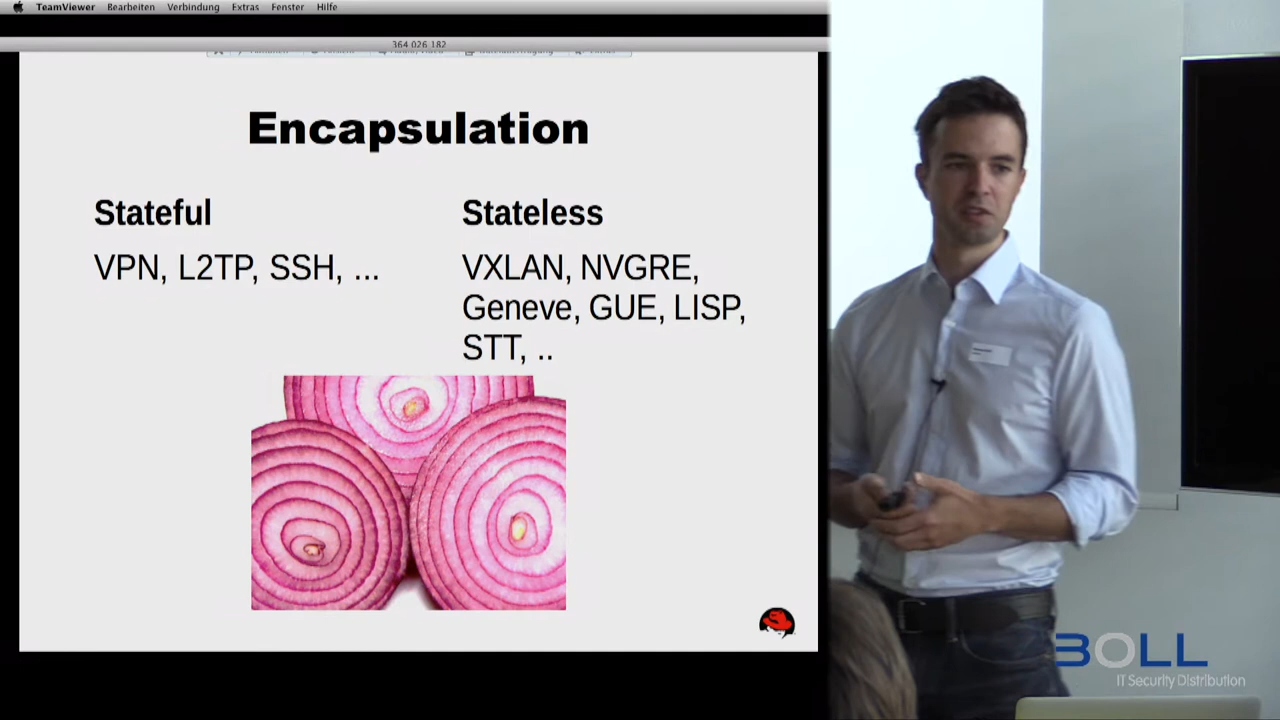 TeamViewer Bearbeiten Verbindung Extras Fenster Hilfe
364 026 182
Encapsulation
Stateful
VPN, L2TP, SSH, ...
Stateless
VXLAN, NVGRE,
Geneve, GUE, LISP,
STT, ..
BOLL
IT Security Distribution